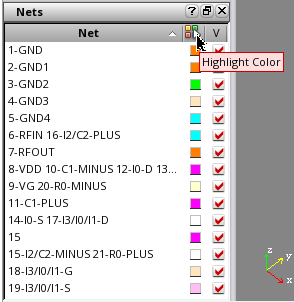 Nets ?
Net V
1-GND
Highlight Color
2-GND1
3-GND2
4-GND3
5-GND4
6-RFIN 16-I2/C2-PLUS
7-RFOUT
8-VDD 10-C1-MINUS 12-I0-D 13...
9-VG 20-R0-MINUS
11-C1-PLUS
14-I0-S 17-I3/I0/I1-D
15
15-I2/C2-MINUS 21-R0-PLUS
18-I3/I0/I1-G
19-I3/I0/I1-S
z
y
x